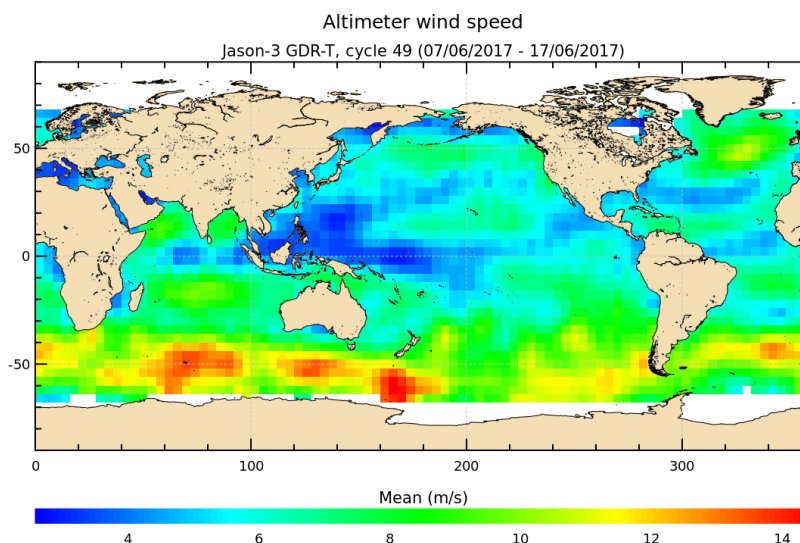 Altimeter wind speed
Jason-3 GDR-T, cycle 49 (07/06/2017 - 17/06/2017)
50
0
-50
0 100 200 300
Mean (m/s)
4 6 8 10 12 14